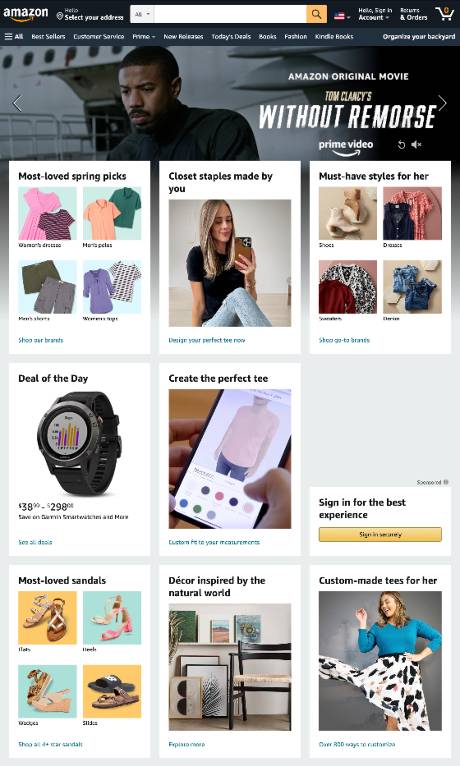 amazon
Hello
Select your address
All
Hello, Sign in
Account
Returns
& Orders
0
All
Best Sellers
Customer Service
Prime
New Releases
Today's Deals
Books
Fashion
Kindle Books
Organize your backyard
AMAZON ORIGINAL MOVIE
TOM CLANCY'S
WITHOUT REMORSE
prime video
Most-loved spring picks
Women's dresses
Men's polos
Men's shorts
Women's tops
Shop our brands
Closet staples made by
you
Design your perfect tee now
Must-have styles for her
Shoes
Dresses
Sweaters
Denim
Shop go-to brands
Deal of the Day
$38⁹⁹ - $298⁰⁰
Save on Garmin Smartwatches and More
See all deals
Create the perfect tee
Custom fit to your measurements
Sponsored
Sign in for the best
experience
Sign in securely
Most-loved sandals
Flats
Heels
Wedges
Slides
Shop all 4+ star sandals
Décor inspired by the
natural world
Explore more
Custom-made tees for her
Over 800 ways to customize